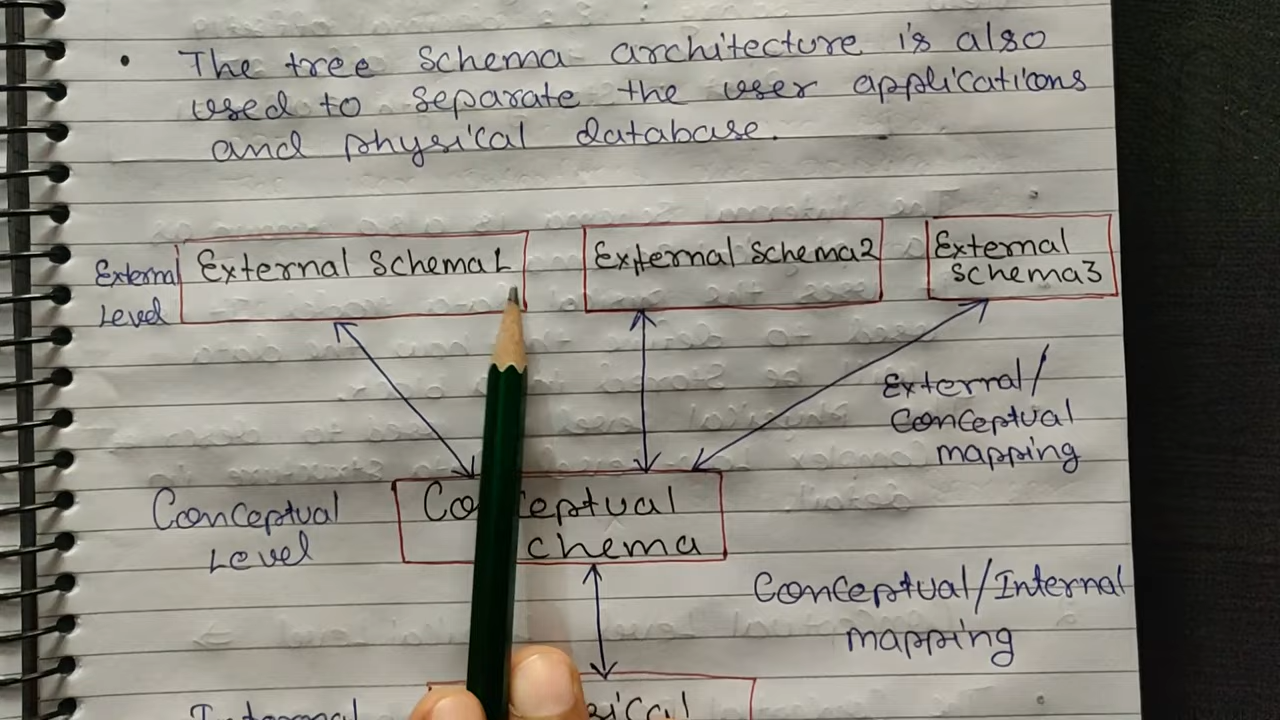 The tree Schema architecture is also
used to separate the user applications
and physical database.
External Schema1
External Schema2
External
Schema3
External
Level
External/
Conceptual
mapping
Conceptual
Level
Conceptual/Internal
mapping